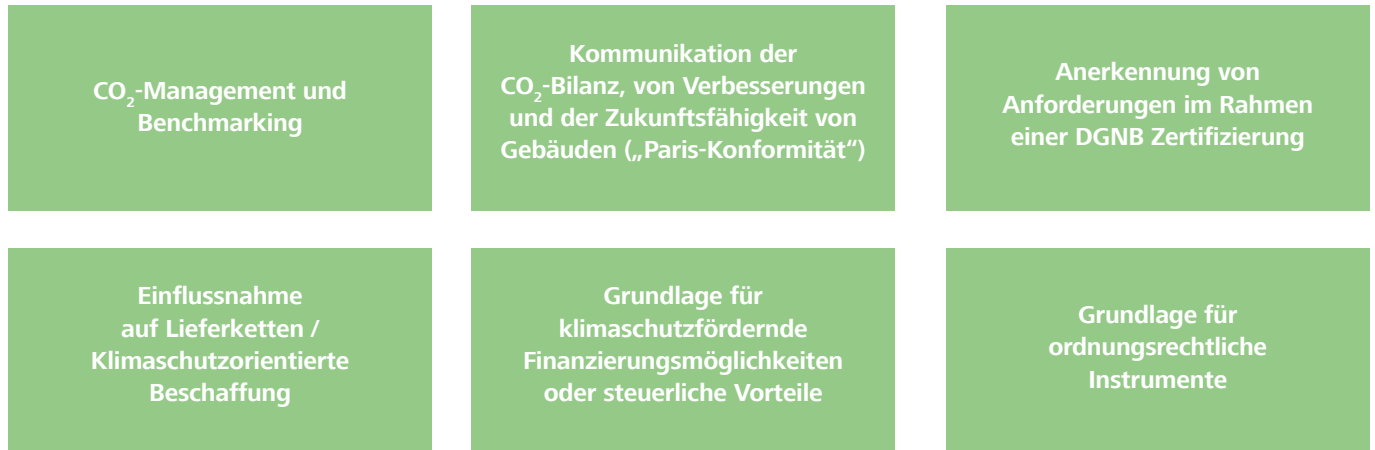 CO₂-Management und
Benchmarking
Kommunikation der
CO₂-Bilanz, von Verbesserungen
und der Zukunftsfähigkeit von
Gebäuden („Paris-Konformität“)
Anerkennung von
Anforderungen im Rahmen
einer DGNB Zertifizierung
Einflussnahme
auf Lieferketten /
Klimaschutzorientierte
Beschaffung
Grundlage für
klimaschutzfördernde
Finanzierungsmöglichkeiten
oder steuerliche Vorteile
Grundlage für
ordnungsrechtliche
Instrumente